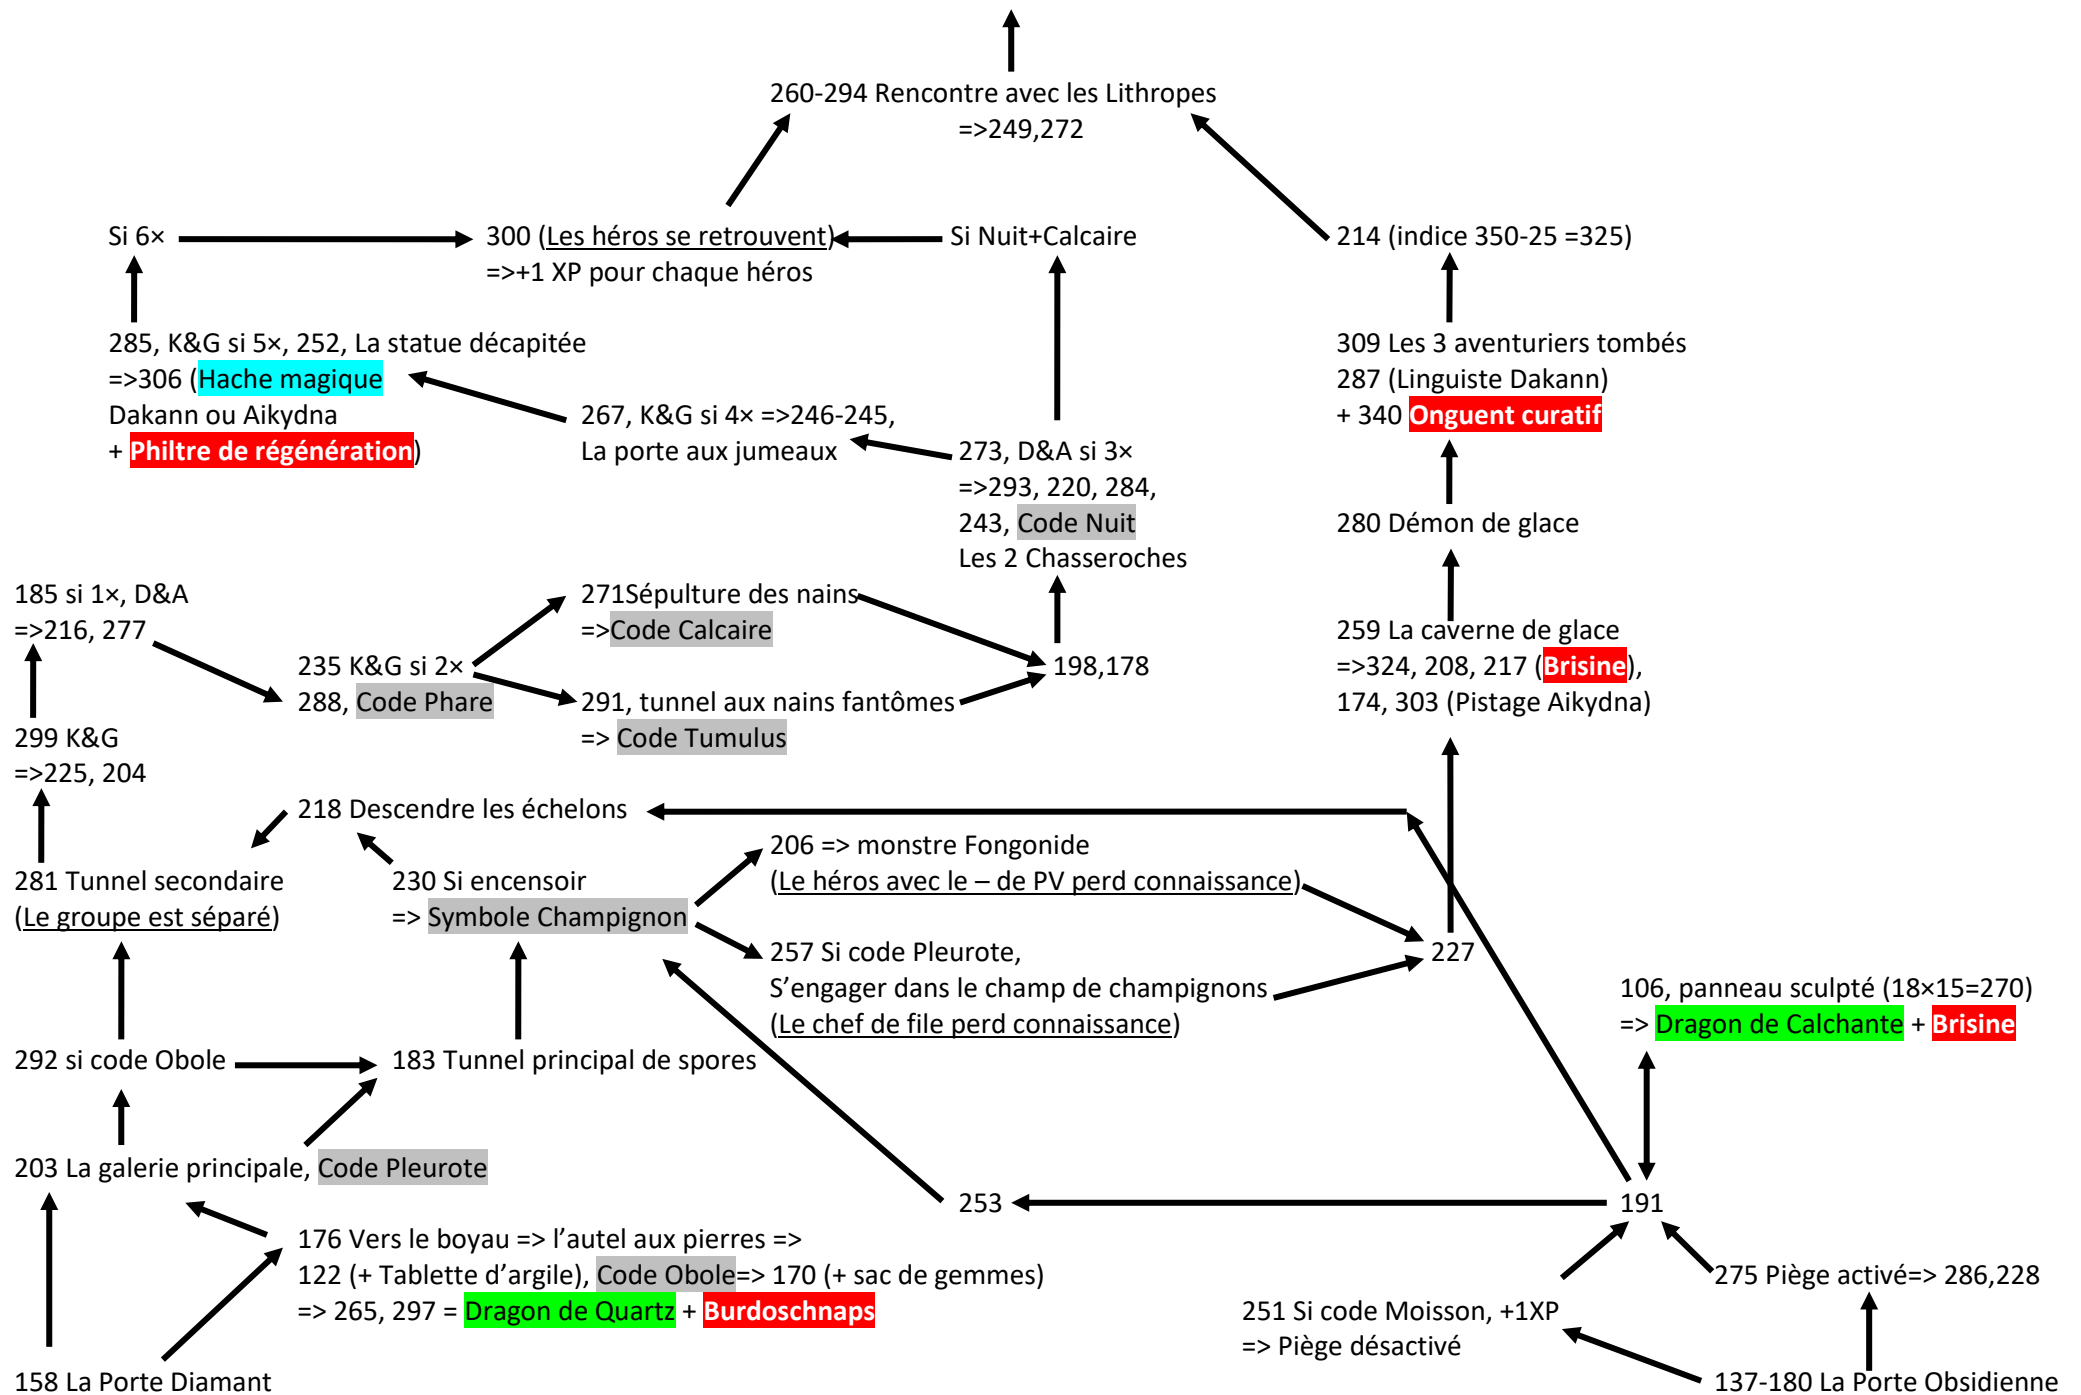 260-294 Rencontre avec les Lithropes
=>249,272
Si 6×
300 (Les héros se retrouvent)
=>+1 XP pour chaque héros
Si Nuit+Calcaire
214 (indice 350-25 =325)
285, K&G si 5×, 252, La statue décapitée
=>306 (Hache magique
Dakann ou Aikydna
+ Philtre de régénération)
267, K&G si 4× =>246-245,
La porte aux jumeaux
273, D&A si 3×
=>293, 220, 284,
243, Code Nuit
Les 2 Chasseroches
309 Les 3 aventuriers tombés
287 (Linguiste Dakann)
+ 340 Onguent curatif
280 Démon de glace
185 si 1×, D&A
=>216, 277
235 K&G si 2×
288, Code Phare
271Sépulture des nains
=>Code Calcaire
291, tunnel aux nains fantômes
=> Code Tumulus
198,178
259 La caverne de glace
=>324, 208, 217 (Brisine),
174, 303 (Pistage Aikydna)
299 K&G
=>225, 204
218 Descendre les échelons
281 Tunnel secondaire
(Le groupe est séparé)
230 Si encensoir
=> Symbole Champignon
206 => monstre Fongonide
(Le héros avec le – de PV perd connaissance)
257 Si code Pleurote,
S'engager dans le champ de champignons
(Le chef de file perd connaissance)
227
106, panneau sculpté (18×15=270)
=> Dragon de Calchante + Brisine
292 si code Obole
183 Tunnel principal de spores
203 La galerie principale, Code Pleurote
253
191
176 Vers le boyau => l'autel aux pierres =>
122 (+ Tablette d'argile), Code Obole=> 170 (+ sac de gemmes)
=> 265, 297 = Dragon de Quartz + Burdoschnaps
275 Piège activé=> 286,228
251 Si code Moisson, +1XP
=> Piège désactivé
158 La Porte Diamant
137-180 La Porte Obsidienne